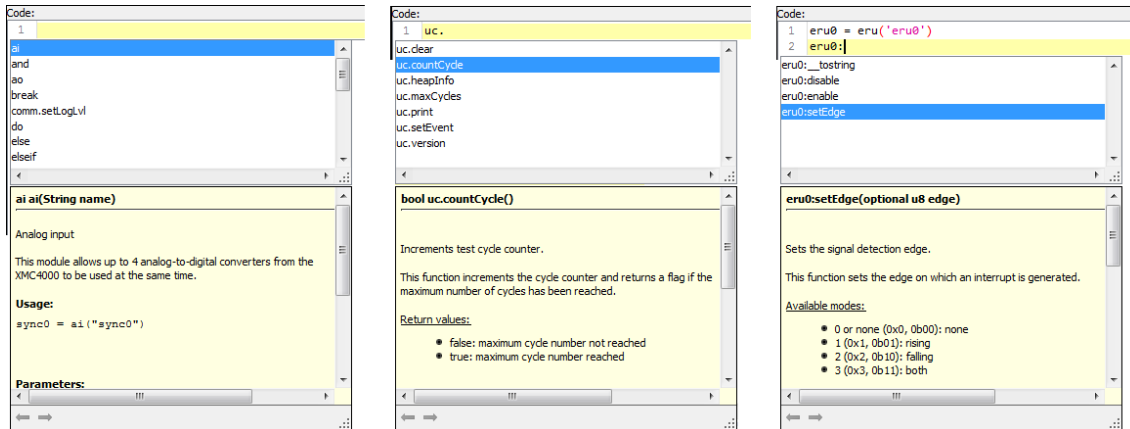 Code:
1
ai
and
ao
break
comm.setLogLvl
do
else
elseif
ai ai(String name)
Analog input
This module allows up to 4 analog-to-digital converters from the
XMC4000 to be used at the same time.
Usage:
sync0 = ai("sync0")
Parameters:
Code:
1 uc.
uc.clear
uc.countCycle
uc.heapInfo
uc.maxCycles
uc.print
uc.setEvent
uc.version
bool uc.countCycle()
Increments test cycle counter.
This function increments the cycle counter and returns a flag if the
maximum number of cycles has been reached.
Return values:
● false: maximum cycle number not reached
● true: maximum cycle number reached
Code:
1 eru0 = eru('eru0')
2 eru0:
eru0:__tostring
eru0:disable
eru0:enable
eru0:setEdge
eru0:setEdge(optional u8 edge)
Sets the signal detection edge.
This function sets the edge on which an interrupt is generated.
Available modes:
● 0 or none (0x0, 0b00): none
● 1 (0x1, 0b01): rising
● 2 (0x2, 0b10): falling
● 3 (0x3, 0b11): both